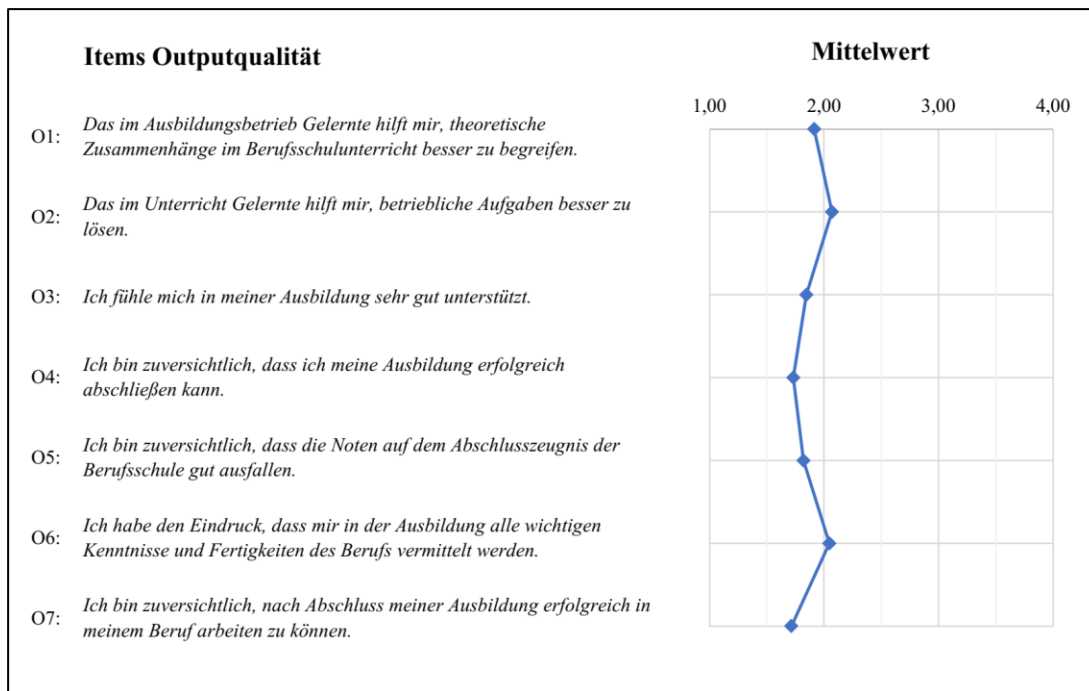 Items Outputqualität
Mittelwert
1,00 2,00 3,00 4,00
O1: Das im Ausbildungsbetrieb Gelernte hilft mir, theoretische
Zusammenhänge im Berufsschulunterricht besser zu begreifen.
O2: Das im Unterricht Gelernte hilft mir, betriebliche Aufgaben besser zu
lösen.
O3: Ich fühle mich in meiner Ausbildung sehr gut unterstützt.
O4: Ich bin zuversichtlich, dass ich meine Ausbildung erfolgreich
abschließen kann.
O5: Ich bin zuversichtlich, dass die Noten auf dem Abschlusszeugnis der
Berufsschule gut ausfallen.
O6: Ich habe den Eindruck, dass mir in der Ausbildung alle wichtigen
Kenntnisse und Fertigkeiten des Berufs vermittelt werden.
O7: Ich bin zuversichtlich, nach Abschluss meiner Ausbildung erfolgreich in
meinem Beruf arbeiten zu können.